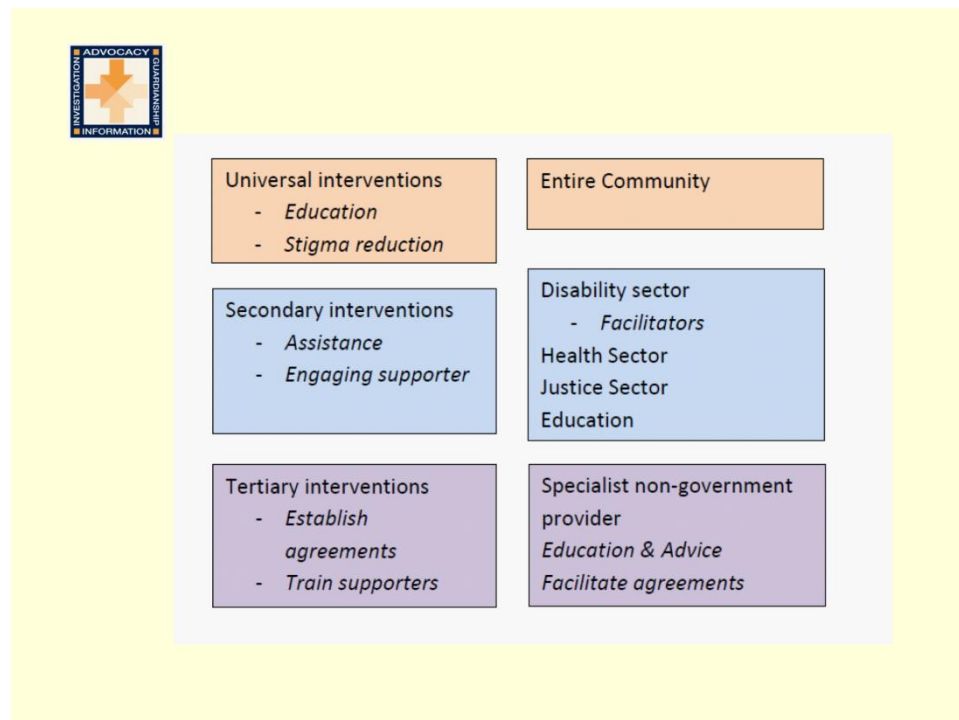 ADVOCACY
INVESTIGATION
GUARDIANSHIP
INFORMATION
Universal interventions
- Education
- Stigma reduction
Entire Community
Secondary interventions
- Assistance
- Engaging supporter
Disability sector
- Facilitators
Health Sector
Justice Sector
Education
Tertiary interventions
- Establish
agreements
- Train supporters
Specialist non-government
provider
Education & Advice
Facilitate agreements